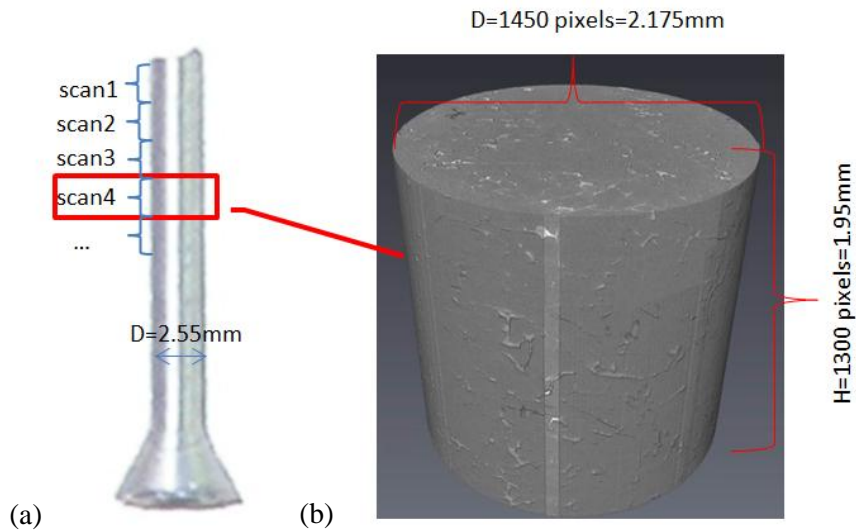 D=1450 pixels=2.175mm
scan1
scan2
scan3
scan4
...
D=2.55mm
H=1300 pixels=1.95mm
(a)
(b)